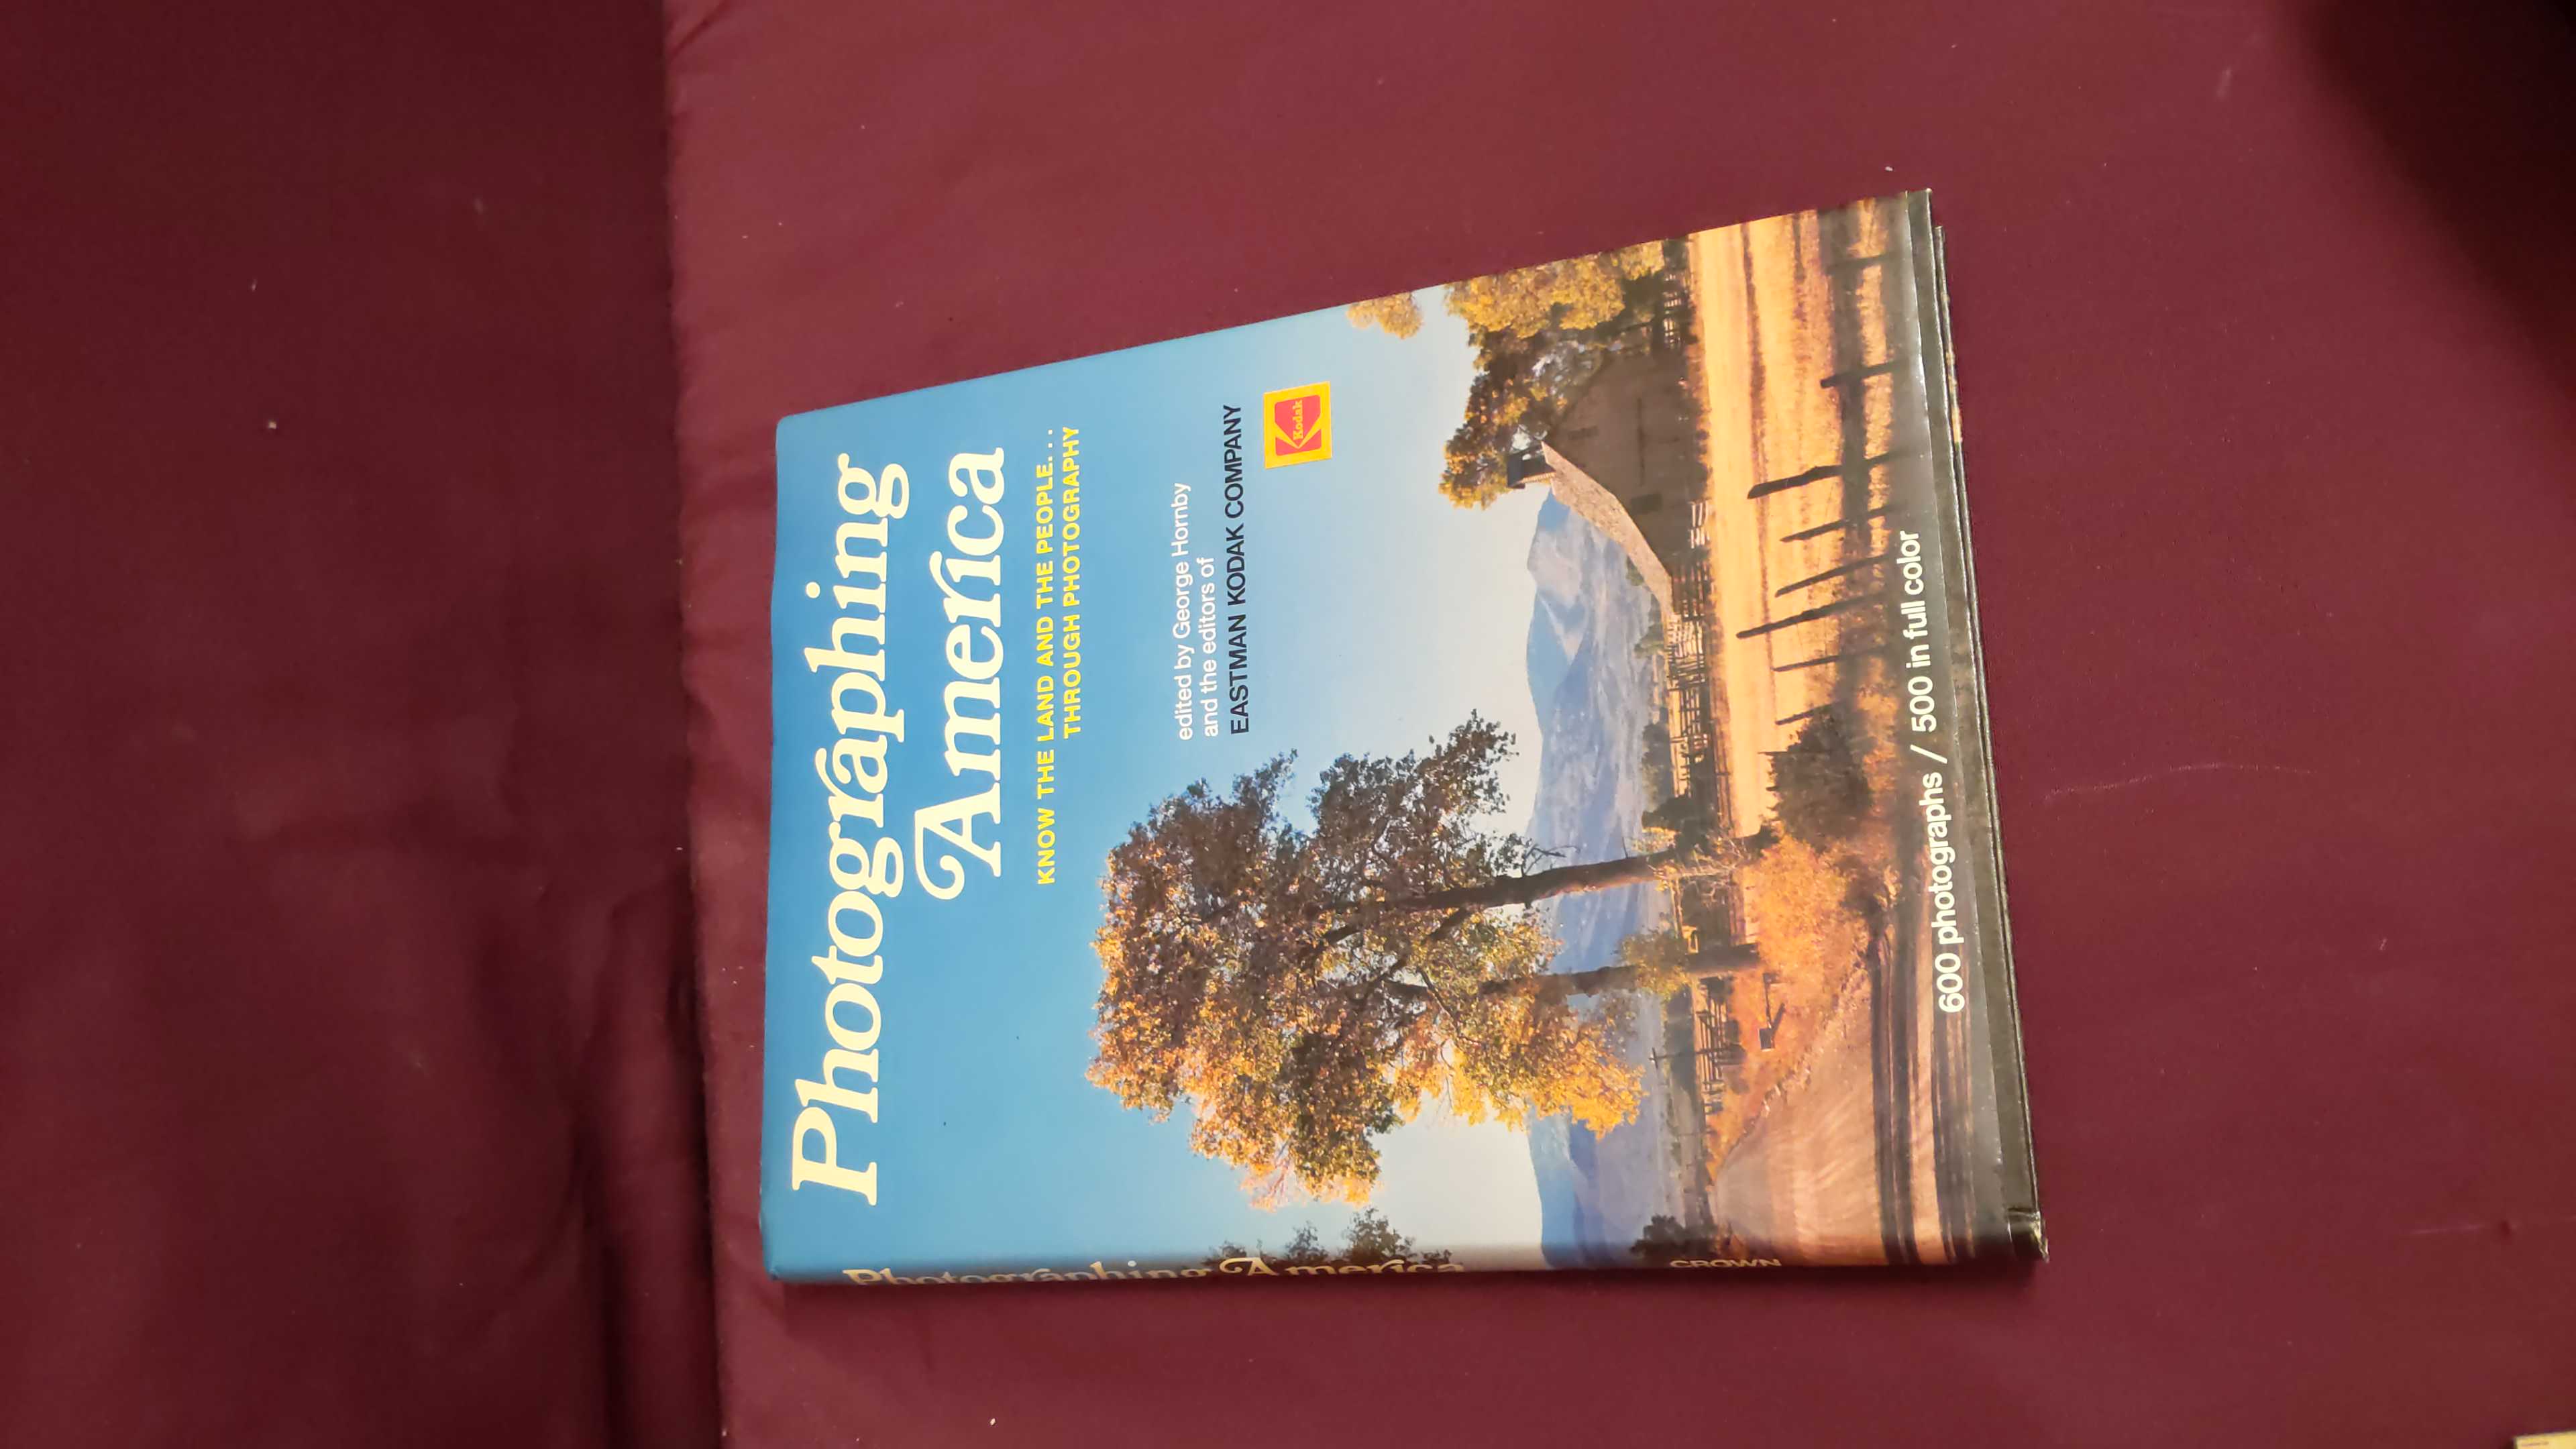 Photographing
America
KNOW THE LAND AND THE PEOPLE...
THROUGH PHOTOGRAPHY
edited by George Hornby
and the editors of
EASTMAN KODAK COMPANY
Kodak
600 photographs / 500 in full color
Photographing America
CROWN